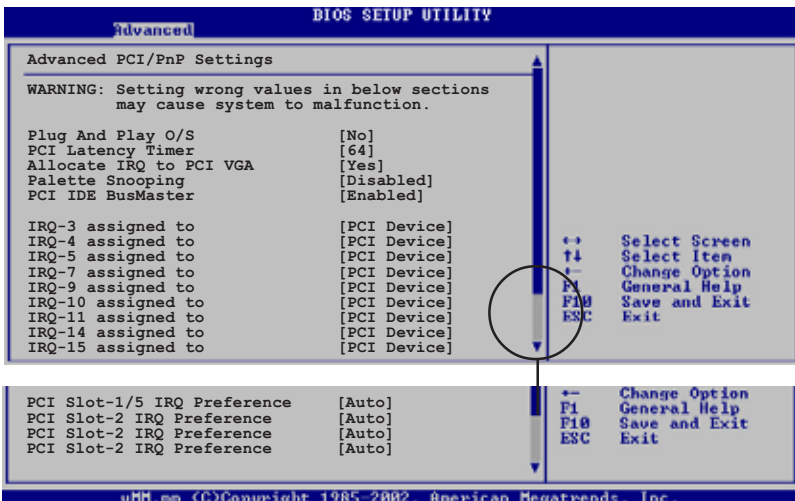 BIOS SETUP UTILITY
Advanced
Advanced PCI/PnP Settings
WARNING: Setting wrong values in below sections
may cause system to malfunction.
Plug And Play O/S [No]
PCI Latency Timer [64]
Allocate IRQ to PCI VGA [Yes]
Palette Snooping [Disabled]
PCI IDE BusMaster [Enabled]
IRQ-3 assigned to [PCI Device]
IRQ-4 assigned to [PCI Device]
IRQ-5 assigned to [PCI Device]
IRQ-7 assigned to [PCI Device]
IRQ-9 assigned to [PCI Device]
IRQ-10 assigned to [PCI Device]
IRQ-11 assigned to [PCI Device]
IRQ-14 assigned to [PCI Device]
IRQ-15 assigned to [PCI Device]
↔ Select Screen
↑↓ Select Item
+- Change Option
F1 General Help
F10 Save and Exit
ESC Exit
PCI Slot-1/5 IRQ Preference [Auto]
PCI Slot-2 IRQ Preference [Auto]
PCI Slot-2 IRQ Preference [Auto]
PCI Slot-2 IRQ Preference [Auto]
+- Change Option
F1 General Help
F10 Save and Exit
ESC Exit
(C)Copyright 1985-2002, American Megatrends, Inc.